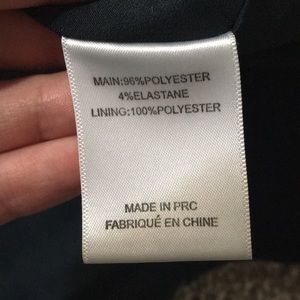 MAIN:96%POLYESTER
4%ELASTANE
LINING:100%POLYESTER
MADE IN PRC
FABRIQUÉ EN CHINE